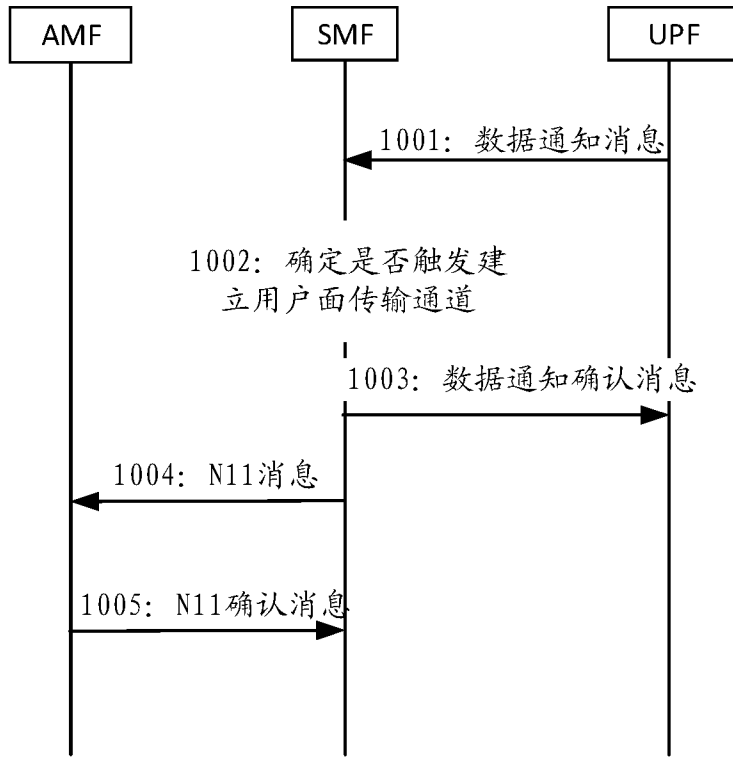 AMF
SMF
UPF
1001: 数据通知消息
1002: 确定是否触发建
立用户面传输通道
1003: 数据通知确认消息
1004: N11消息
1005: N11确认消息